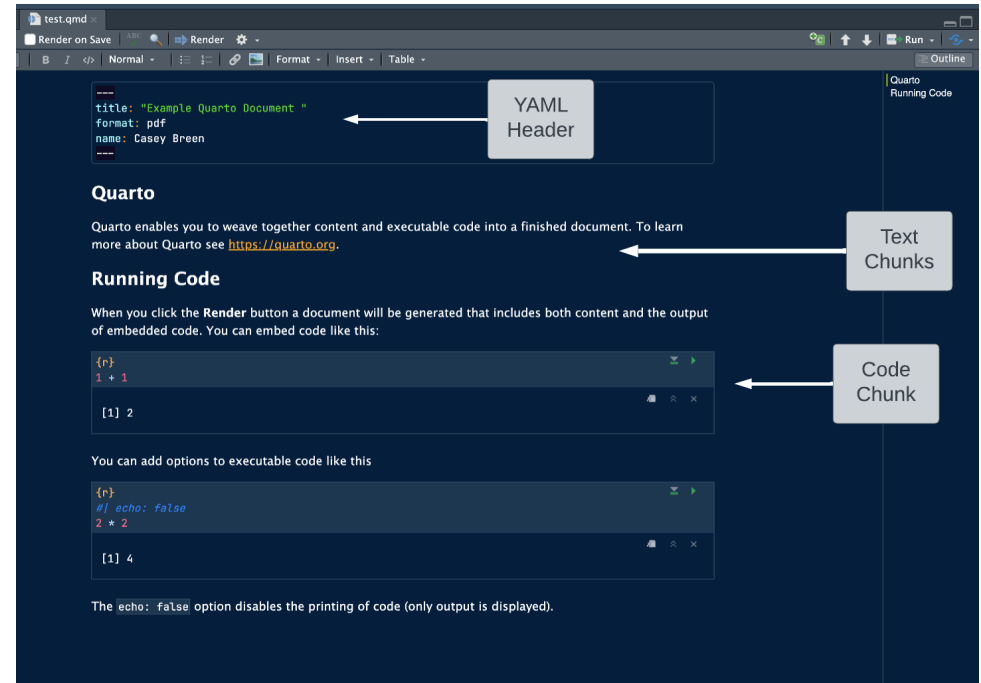 test.qmd
Render on Save ABC Render Run
B I </> Normal Format Insert Table Outline
---
title: "Example Quarto Document "
format: pdf
name: Casey Breen
---
YAML
Header
Quarto
Running Code
Quarto
Quarto enables you to weave together content and executable code into a finished document. To learn
more about Quarto see https://quarto.org.
Text
Chunks
Running Code
When you click the Render button a document will be generated that includes both content and the output
of embedded code. You can embed code like this:
{r}
1 + 1
[1] 2
Code
Chunk
You can add options to executable code like this
{r}
#| echo: false
2 * 2
[1] 4
The echo: false option disables the printing of code (only output is displayed).